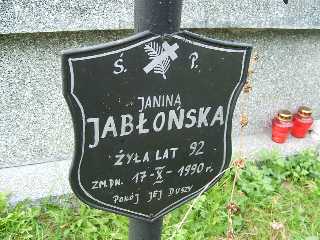 Ś. P.
JANINA
JABŁOŃSKA
ŻYŁA LAT 92
ZM.DN. 17-X-1990 r.
POKÓJ JEJ DUSZY